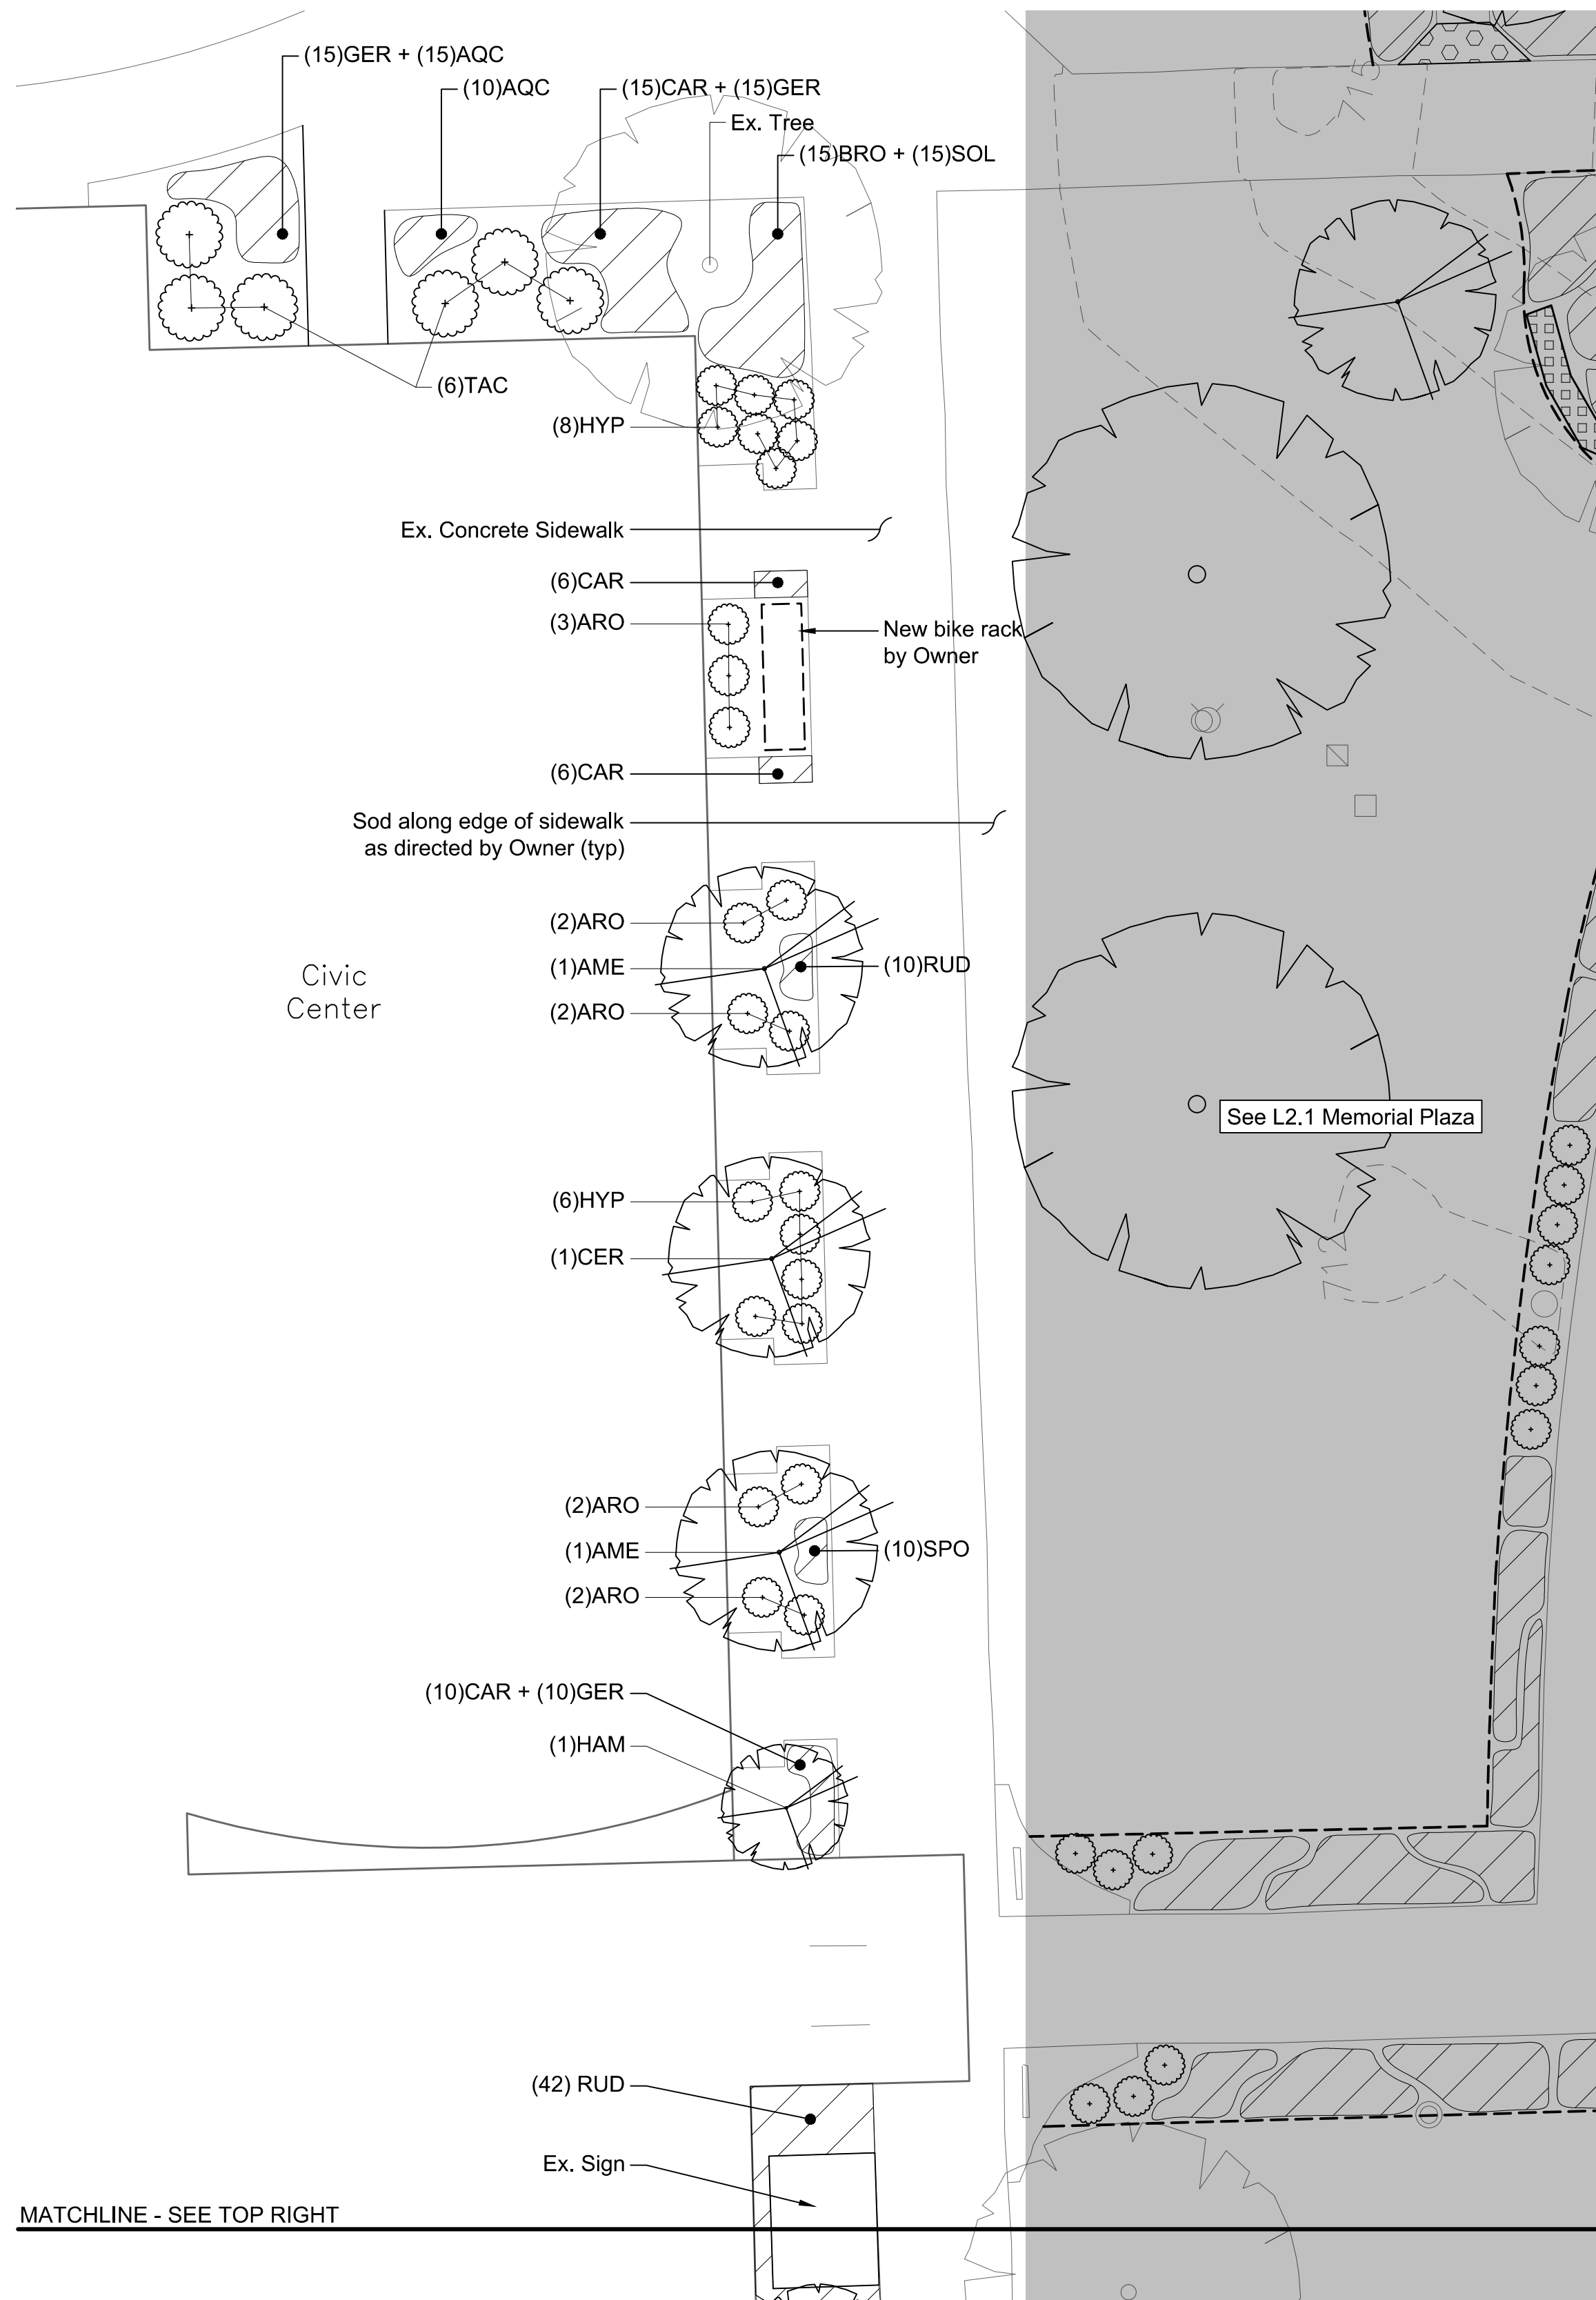 (15)GER + (15)AQC
(10)AQC
(15)CAR + (15)GER
Ex. Tree
(15)BRO + (15)SOL
(6)TAC
(8)HYP
Ex. Concrete Sidewalk
(6)CAR
(3)ARO
New bike rack
by Owner
(6)CAR
Sod along edge of sidewalk
as directed by Owner (typ)
(2)ARO
(1)AME
(10)RUD
Civic
Center
(2)ARO
See L2.1 Memorial Plaza
(6)HYP
(1)CER
712
(2)ARO
(1)AME
(10)SPO
(2)ARO
(10)CAR + (10)GER
(1)HAM
(42) RUD
Ex. Sign
MATCHLINE - SEE TOP RIGHT